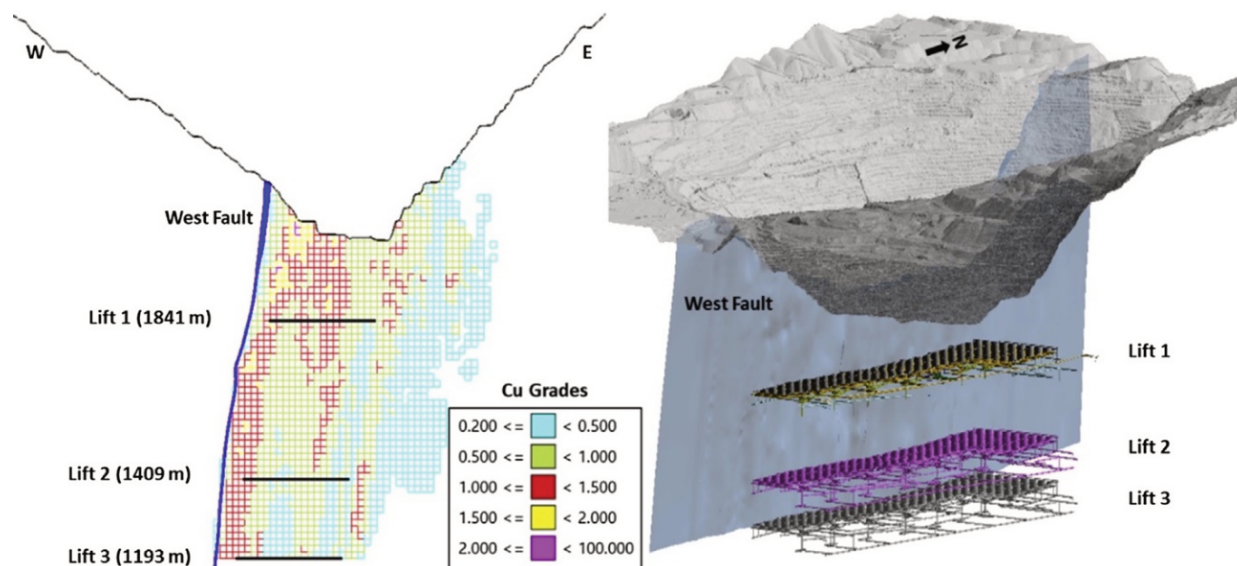 W
E
West Fault
Lift 1 (1841 m)
Lift 2 (1409 m)
Lift 3 (1193 m)
Cu Grades
0.200 <= < 0.500
0.500 <= < 1.000
1.000 <= < 1.500
1.500 <= < 2.000
2.000 <= < 100.000
N
West Fault
Lift 1
Lift 2
Lift 3